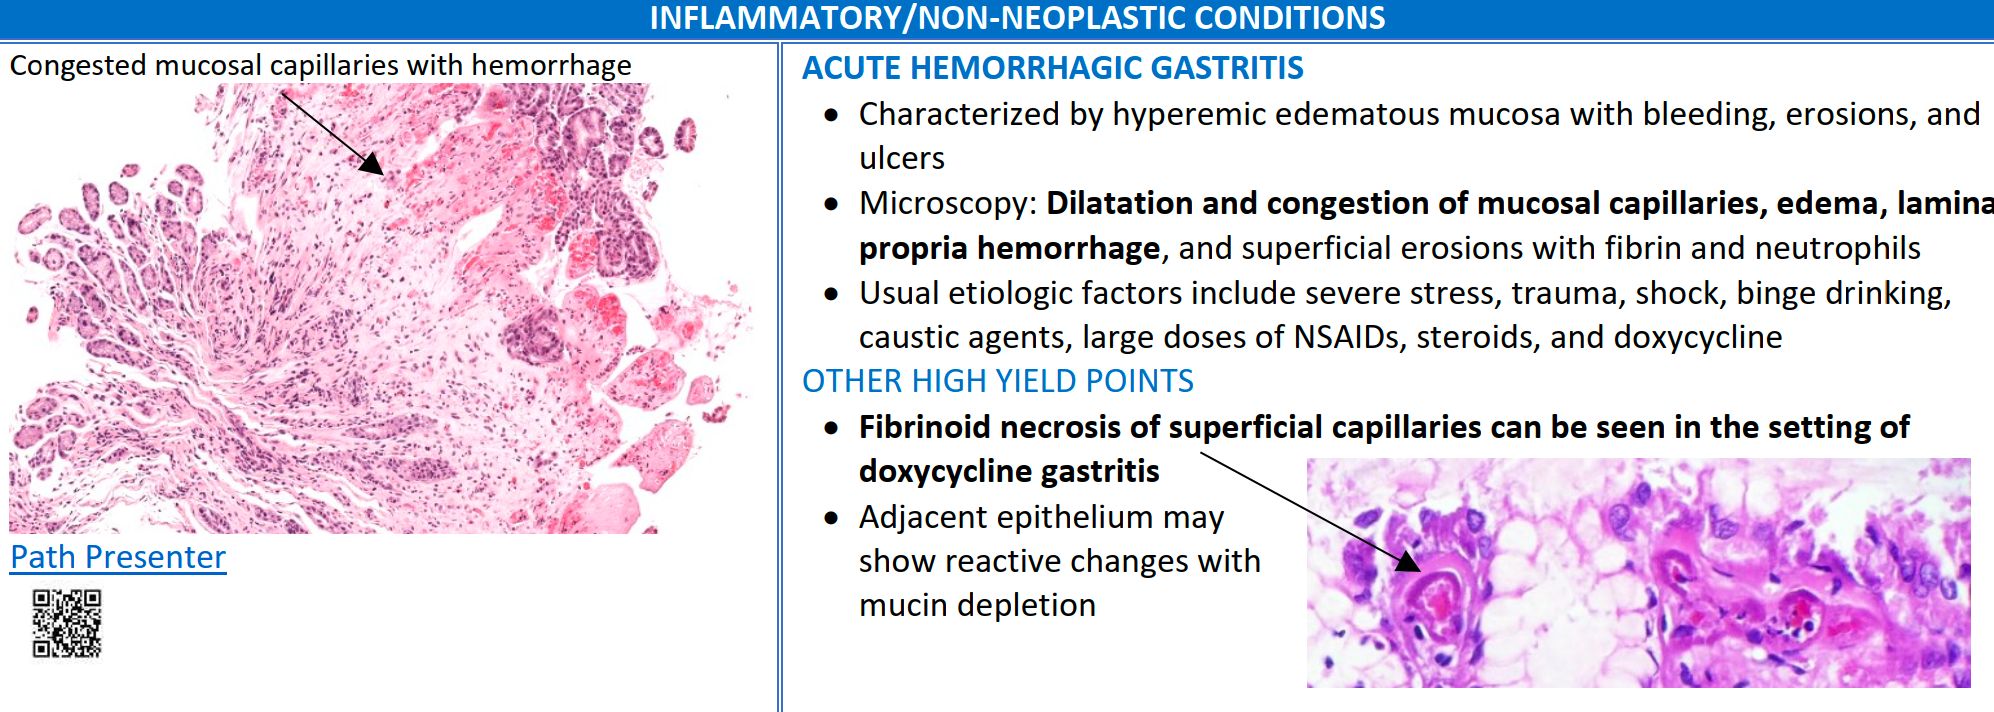 INFLAMMATORY/NON-NEOPLASTIC CONDITIONS
Congested mucosal capillaries with hemorrhage
Path Presenter
ACUTE HEMORRHAGIC GASTRITIS
• Characterized by hyperemic edematous mucosa with bleeding, erosions, and
ulcers
• Microscopy: Dilatation and congestion of mucosal capillaries, edema, lamina
propria hemorrhage, and superficial erosions with fibrin and neutrophils
• Usual etiologic factors include severe stress, trauma, shock, binge drinking,
caustic agents, large doses of NSAIDs, steroids, and doxycycline
OTHER HIGH YIELD POINTS
• Fibrinoid necrosis of superficial capillaries can be seen in the setting of
doxycycline gastritis
• Adjacent epithelium may
show reactive changes with
mucin depletion